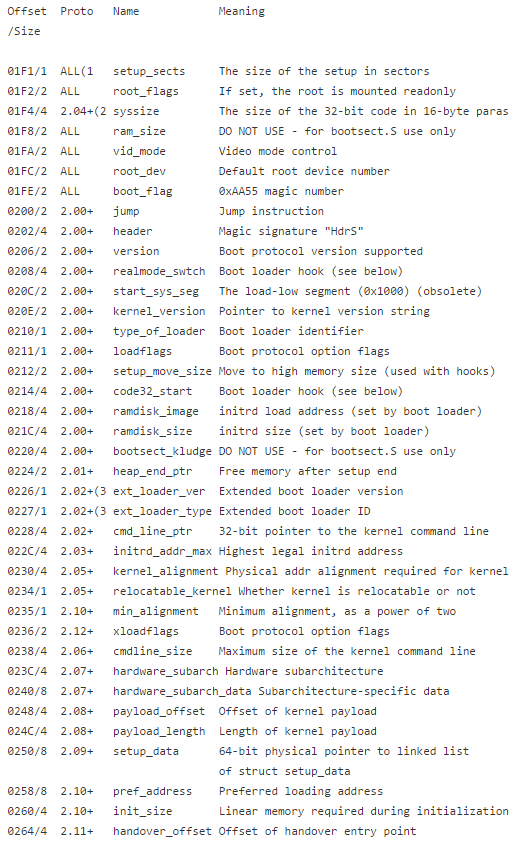 Offset Proto Name Meaning
/Size
01F1/1 ALL(1 setup_sects The size of the setup in sectors
01F2/2 ALL root_flags If set, the root is mounted readonly
01F4/4 2.04+(2 syssize The size of the 32-bit code in 16-byte paras
01F8/2 ALL ram_size DO NOT USE - for bootsect.S use only
01FA/2 ALL vid_mode Video mode control
01FC/2 ALL root_dev Default root device number
01FE/2 ALL boot_flag 0xAA55 magic number
0200/2 2.00+ jump Jump instruction
0202/4 2.00+ header Magic signature "HdrS"
0206/2 2.00+ version Boot protocol version supported
0208/4 2.00+ realmode_swtch Boot loader hook (see below)
020C/2 2.00+ start_sys_seg The load-low segment (0x1000) (obsolete)
020E/2 2.00+ kernel_version Pointer to kernel version string
0210/1 2.00+ type_of_loader Boot loader identifier
0211/1 2.00+ loadflags Boot protocol option flags
0212/2 2.00+ setup_move_size Move to high memory size (used with hooks)
0214/4 2.00+ code32_start Boot loader hook (see below)
0218/4 2.00+ ramdisk_image initrd load address (set by boot loader)
021C/4 2.00+ ramdisk_size initrd size (set by boot loader)
0220/4 2.00+ bootsect_kludge DO NOT USE - for bootsect.S use only
0224/2 2.01+ heap_end_ptr Free memory after setup end
0226/1 2.02+(3 ext_loader_ver Extended boot loader version
0227/1 2.02+(3 ext_loader_type Extended boot loader ID
0228/4 2.02+ cmd_line_ptr 32-bit pointer to the kernel command line
022C/4 2.03+ initrd_addr_max Highest legal initrd address
0230/4 2.05+ kernel_alignment Physical addr alignment required for kernel
0234/1 2.05+ relocatable_kernel Whether kernel is relocatable or not
0235/1 2.10+ min_alignment Minimum alignment, as a power of two
0236/2 2.12+ xloadflags Boot protocol option flags
0238/4 2.06+ cmdline_size Maximum size of the kernel command line
023C/4 2.07+ hardware_subarch Hardware subarchitecture
0240/8 2.07+ hardware_subarch_data Subarchitecture-specific data
0248/4 2.08+ payload_offset Offset of kernel payload
024C/4 2.08+ payload_length Length of kernel payload
0250/8 2.09+ setup_data 64-bit physical pointer to linked list
of struct setup_data
0258/8 2.10+ pref_address Preferred loading address
0260/4 2.10+ init_size Linear memory required during initialization
0264/4 2.11+ handover_offset Offset of handover entry point